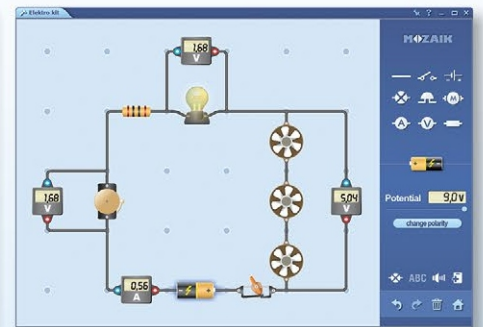 Elektro kit
MOZAIK
1,68
V
1,68
V
5,04
V
0,56
A
Potential 9,0 v
change polarity
A
V
M
ABC